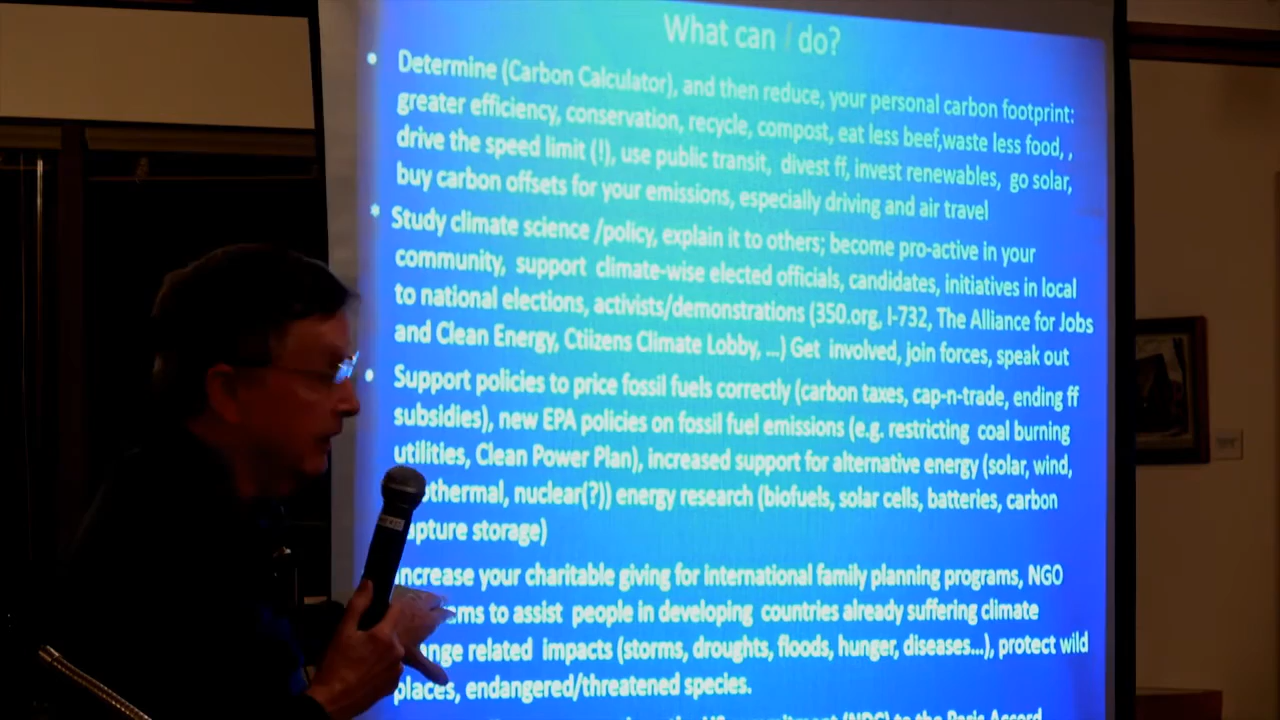 What can I do?
• Determine (Carbon Calculator), and then reduce, your personal carbon footprint:
greater efficiency, conservation, recycle, compost, eat less beef,waste less food, ,
drive the speed limit (!), use public transit, divest ff, invest renewables, go solar,
buy carbon offsets for your emissions, especially driving and air travel
* Study climate science /policy, explain it to others; become pro-active in your
community, support climate-wise elected officials, candidates, initiatives in local
to national elections, activists/demonstrations (350.org, I-732, The Alliance for Jobs
and Clean Energy, Ctiizens Climate Lobby, ...) Get involved, join forces, speak out
• Support policies to price fossil fuels correctly (carbon taxes, cap-n-trade, ending ff
subsidies), new EPA policies on fossil fuel emissions (e.g. restricting coal burning
utilities, Clean Power Plan), increased support for alternative energy (solar, wind,
othermal, nuclear(?)) energy research (biofuels, solar cells, batteries, carbon
apture storage)
ncrease your charitable giving for international family planning programs, NGO
ms to assist people in developing countries already suffering climate
nge related impacts (storms, droughts, floods, hunger, diseases...), protect wild
places, endangered/threatened species.
(NDC) to the Paris Accord